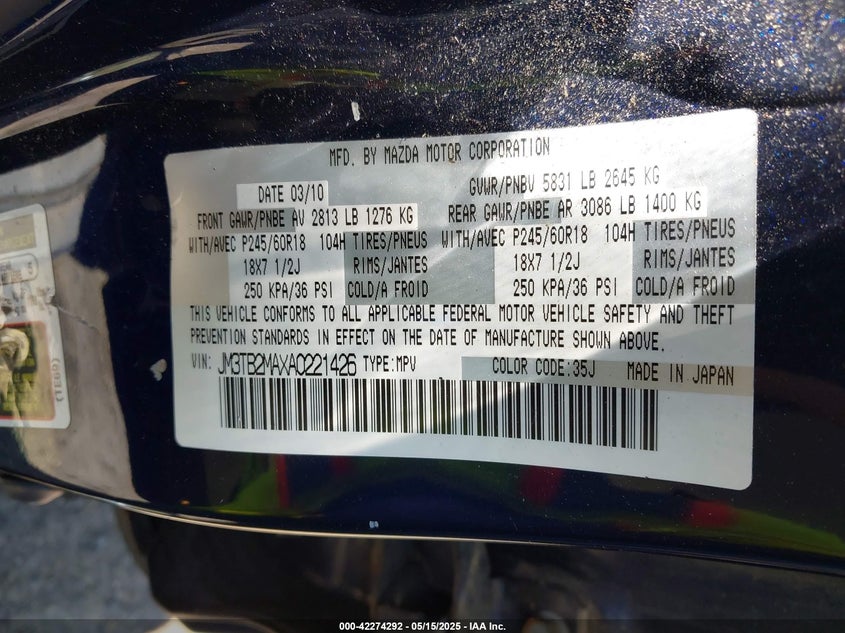 MFD. BY MAZDA MOTOR CORPORATION
DATE 03/10 GVWR/PNBV 5831 LB 2645 KG
FRONT GAWR/PNBE AV 2813 LB 1276 KG REAR GAWR/PNBE AR 3086 LB 1400 KG
WITH/AVEC P245/60R18 104H TIRES/PNEUS WITH/AVEC P245/60R18 104H TIRES/PNEUS
18X7 1/2J RIMS/JANTES 18X7 1/2J RIMS/JANTES
250 KPA/36 PSI COLD/A FROID 250 KPA/36 PSI COLD/A FROID
THIS VEHICLE CONFORMS TO ALL APPLICABLE FEDERAL MOTOR VEHICLE SAFETY AND THEFT
PREVENTION STANDARDS IN EFFECT ON THE DATE OF MANUFACTURE SHOWN ABOVE.
VIN: JM3TB2MAXA0221426 TYPE:MPV COLOR CODE:35J MADE IN JAPAN
(1E66)
000-42274292 - 05/15/2025 - IAA Inc.